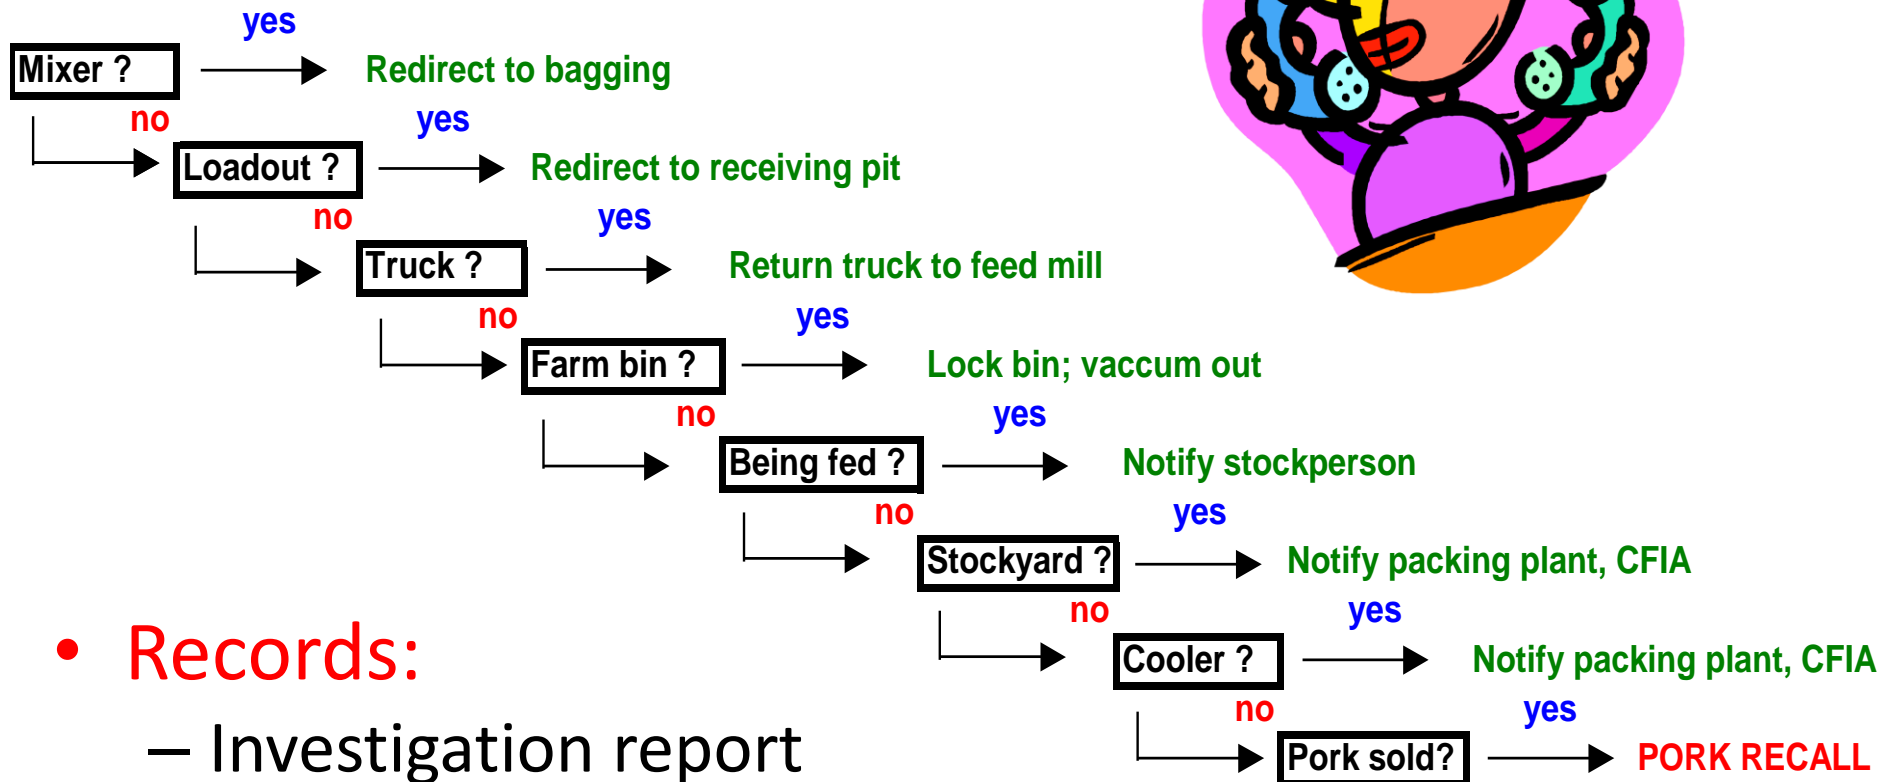 yes
Mixer ? Redirect to bagging
no yes
Loadout ? Redirect to receiving pit
no yes
Truck ? Return truck to feed mill
no yes
Farm bin ? Lock bin; vaccum out
no yes
Being fed ? Notify stockperson
no yes
Stockyard ? Notify packing plant, CFIA
no yes
• Records:
Cooler ? Notify packing plant, CFIA
no yes
– Investigation report
Pork sold? PORK RECALL